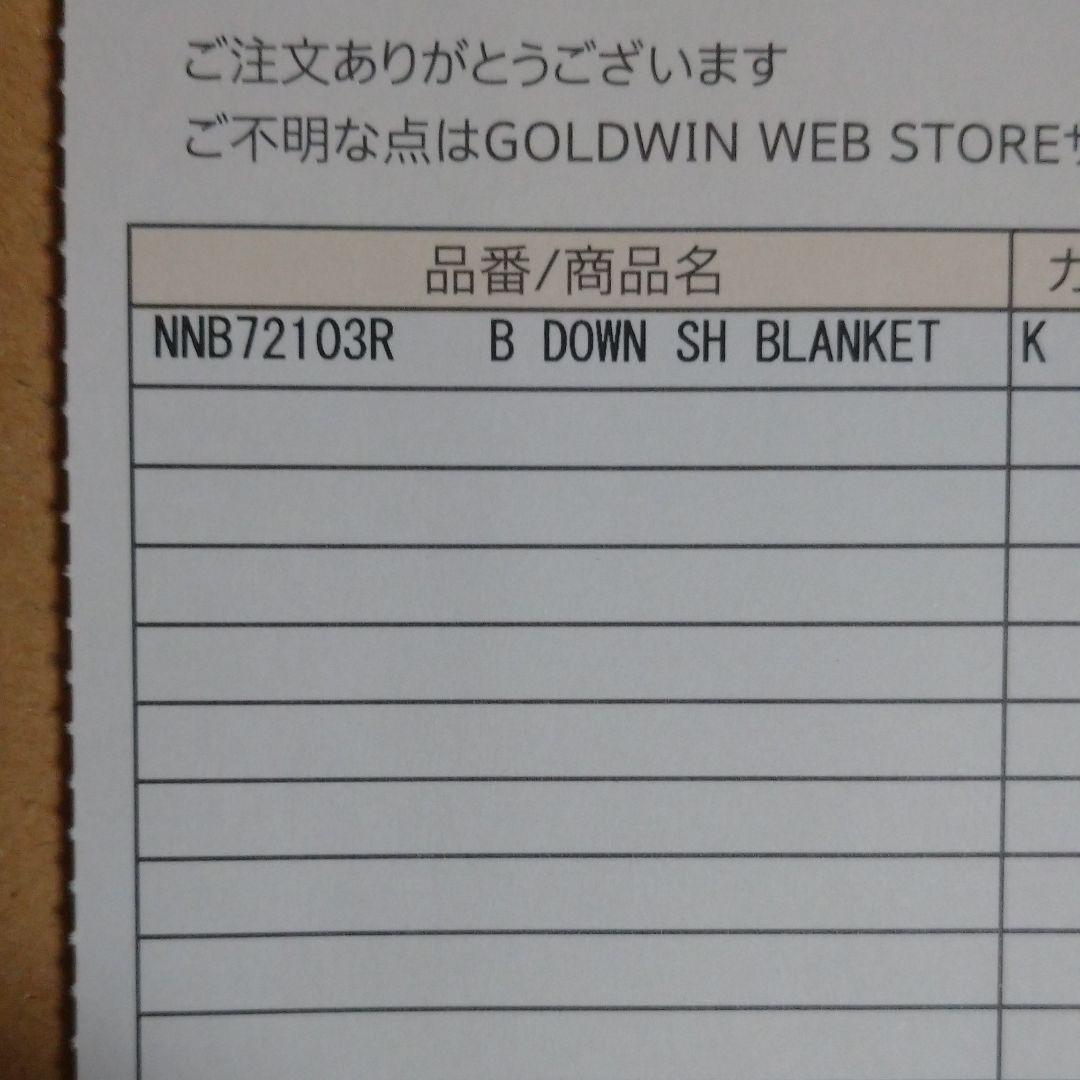 ご注文ありがとうございます
ご不明な点はGOLDWIN WEB STORE
品番/商品名 カ
NNB72103R B DOWN SH BLANKET K